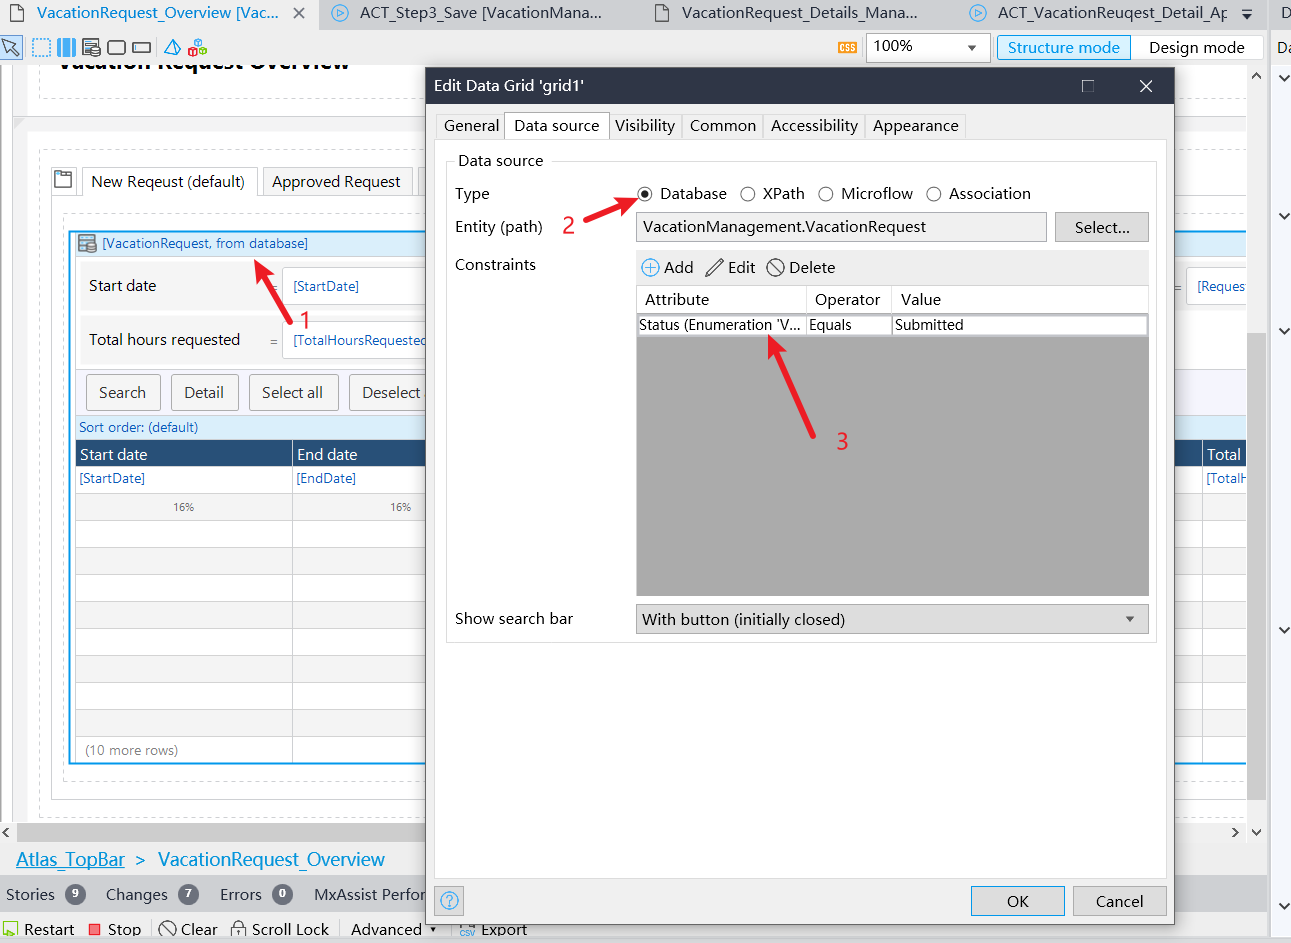 VacationRequest_Overview [Vac...
ACT_Step3_Save [VacationMana...
VacationRequest_Details_Mana...
ACT_VacationReuqest_Detail_Ap
CSS
100%
Structure mode
Design mode
Vacation Request Overview
Edit Data Grid 'grid1'
General
Data source
Visibility
Common
Accessibility
Appearance
Data source
Type
Database
XPath
Microflow
Association
Entity (path)
2
VacationManagement.VacationRequest
Select...
Constraints
Add
Edit
Delete
Attribute
Operator
Value
Status (Enumeration 'V...
Equals
Submitted
3
Show search bar
With button (initially closed)
OK
Cancel
New Reqeust (default)
Approved Request
[VacationRequest, from database]
Start date
=
[StartDate]
1
=
[Reques
Total hours requested
=
[TotalHoursRequested
Search
Detail
Select all
Deselect
Sort order: (default)
Start date
End date
Total
[StartDate]
[EndDate]
[TotalH
16%
16%
(10 more rows)
Atlas_TopBar > VacationRequest_Overview
Stories 9
Changes 7
Errors 0
MxAssist Perfor
Restart
Stop
Clear
Scroll Lock
Advanced
CSV
Export